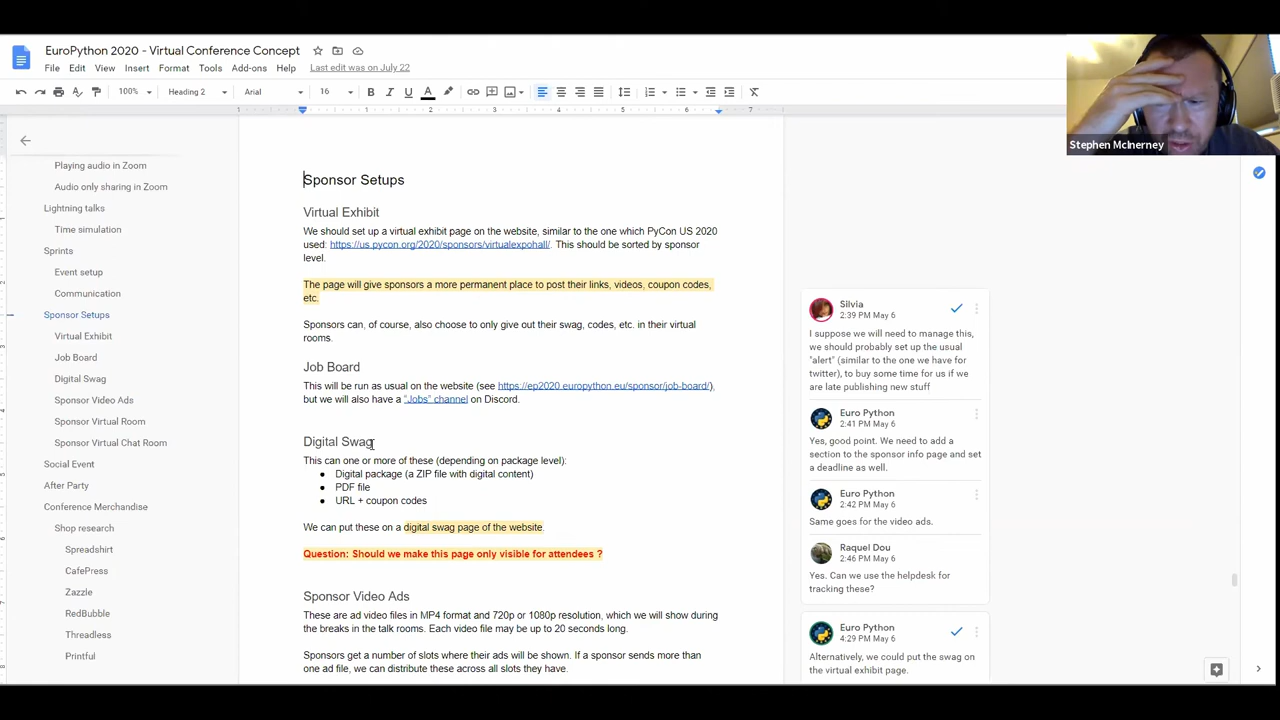 EuroPython 2020 - Virtual Conference Concept
File Edit View Insert Format Tools Add-ons Help Last edit was on July 22
100% Heading 2 Arial 16
1 1 2 3 4 5 6 7
Stephen McInerney
Playing audio in Zoom
Audio only sharing in Zoom
Lightning talks
Time simulation
Sprints
Event setup
Communication
Sponsor Setups
Virtual Exhibit
Job Board
Digital Swag
Sponsor Video Ads
Sponsor Virtual Room
Sponsor Virtual Chat Room
Social Event
After Party
Conference Merchandise
Shop research
Spreadshirt
CafePress
Zazzle
RedBubble
Threadless
Printful
Sponsor Setups
Virtual Exhibit
We should set up a virtual exhibit page on the website, similar to the one which PyCon US 2020
used: https://us.pycon.org/2020/sponsors/virtualexpohall/. This should be sorted by sponsor
level.
The page will give sponsors a more permanent place to post their links, videos, coupon codes,
etc.
Sponsors can, of course, also choose to only give out their swag, codes, etc. in their virtual
rooms.
Job Board
This will be run as usual on the website (see https://ep2020.europython.eu/sponsor/job-board/),
but we will also have a "Jobs" channel on Discord.
Digital Swag
This can one or more of these (depending on package level):
● Digital package (a ZIP file with digital content)
● PDF file
● URL + coupon codes
We can put these on a digital swag page of the website.
Question: Should we make this page only visible for attendees ?
Sponsor Video Ads
These are ad video files in MP4 format and 720p or 1080p resolution, which we will show during
the breaks in the talk rooms. Each video file may be up to 20 seconds long.
Sponsors get a number of slots where their ads will be shown. If a sponsor sends more than
one ad file, we can distribute these across all slots they have.
Silvia
2:39 PM May 6
I suppose we will need to manage this,
we should probably set up the usual
"alert" (similar to the one we have for
twitter), to buy some time for us if we
are late publishing new stuff
Euro Python
2:41 PM May 6
Yes, good point. We need to add a
section to the sponsor info page and set
a deadline as well.
Euro Python
2:42 PM May 6
Same goes for the video ads.
Raquel Dou
2:46 PM May 6
Yes. Can we use the helpdesk for
tracking these?
Euro Python
4:29 PM May 6
Alternatively, we could put the swag on
the virtual exhibit page.